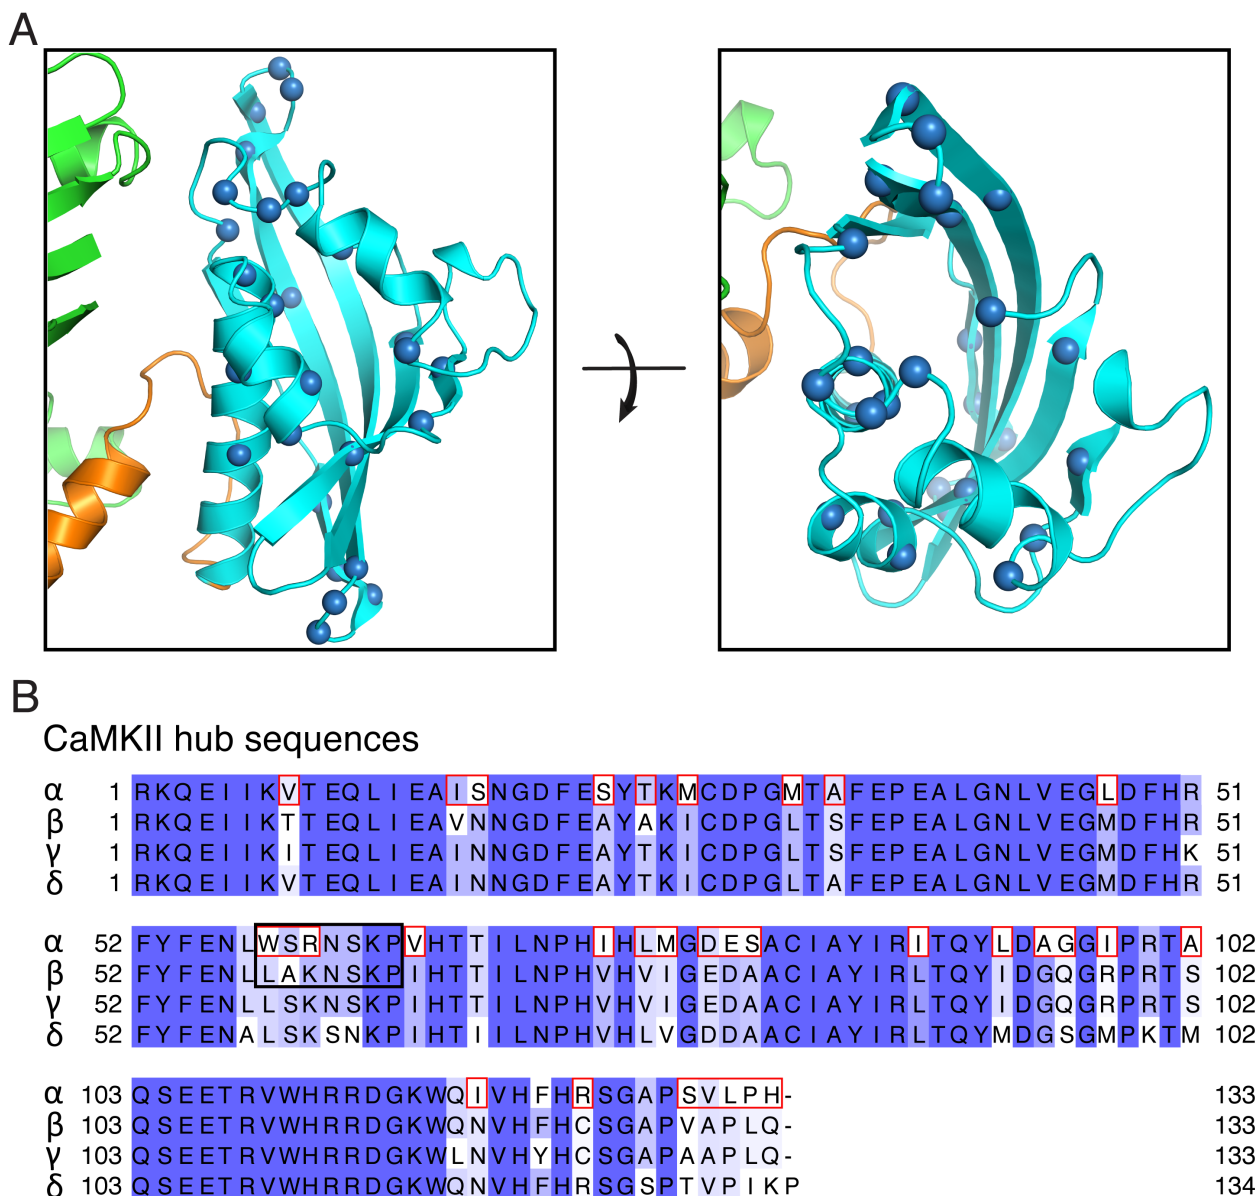 A
B
CaMKII hub sequences
α 1 RKQEIIKVTEQLIEAISNGDFESYTKMCDPGMTAFEPEALGNLVEGLDFHR 51
β 1 RKQEIIKTTEQLIEAVNNGDFEAYAKICDPGLTSFEPEALGNLVEGMDFHR 51
γ 1 RKQEIIKITEQLIEAINNGDFEAYTKICDPGLTSFEPEALGNLVEGMDFHK 51
δ 1 RKQEIIKVTEQLIEAINNGDFEAYTKICDPGLTAFEPEALGNLVEGMDFHR 51
α 52 FYFENLWSRNSKPVHTTILNPHIHLMGDESACIAYIRITQYLDAGGIPRTA 102
β 52 FYFENLLAKNSKPIHTTILNPHVHVIGEDAACIAYIRLTQYIDGQGRPRTS 102
γ 52 FYFENLLSKNSKPIHTTILNPHVHVIGEDAACIAYIRLTQYIDGQGRPRTS 102
δ 52 FYFENALSKSNKPIHTIILNPHVHLVGDDAACIAYIRLTQYMDGSGMPKTM 102
α 103 QSEETRVWHRRDGKWQIVHFHRSGAPSVLPH- 133
β 103 QSEETRVWHRRDGKWQNVHFHCSGAPVAPLQ- 133
γ 103 QSEETRVWHRRDGKWLNVHYHCSGAPAAPLQ- 133
δ 103 QSEETRVWHRRDGKWQNVHFHRSGSPTVPIKP 134